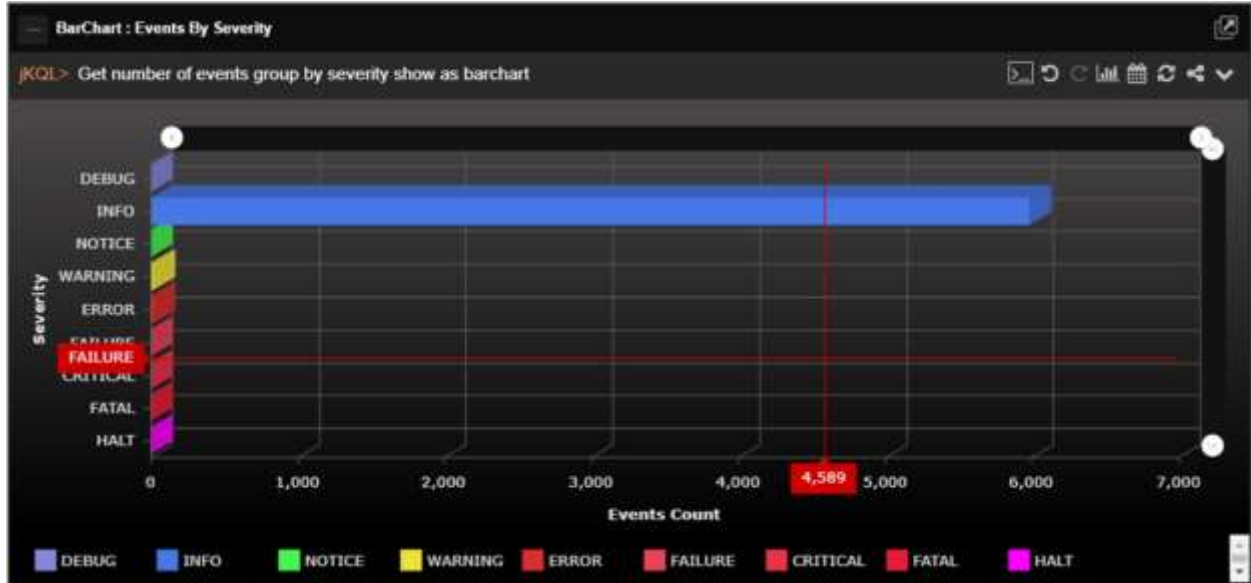 BarChart : Events By Severity
jKQL> Get number of events group by severity show as barchart
DEBUG
INFO
NOTICE
WARNING
ERROR
FAILURE
FAILURE
CRITICAL
FATAL
HALT
Severity
0 1,000 2,000 3,000 4,000 4,589 5,000 6,000 7,000
Events Count
DEBUG INFO NOTICE WARNING ERROR FAILURE CRITICAL FATAL HALT